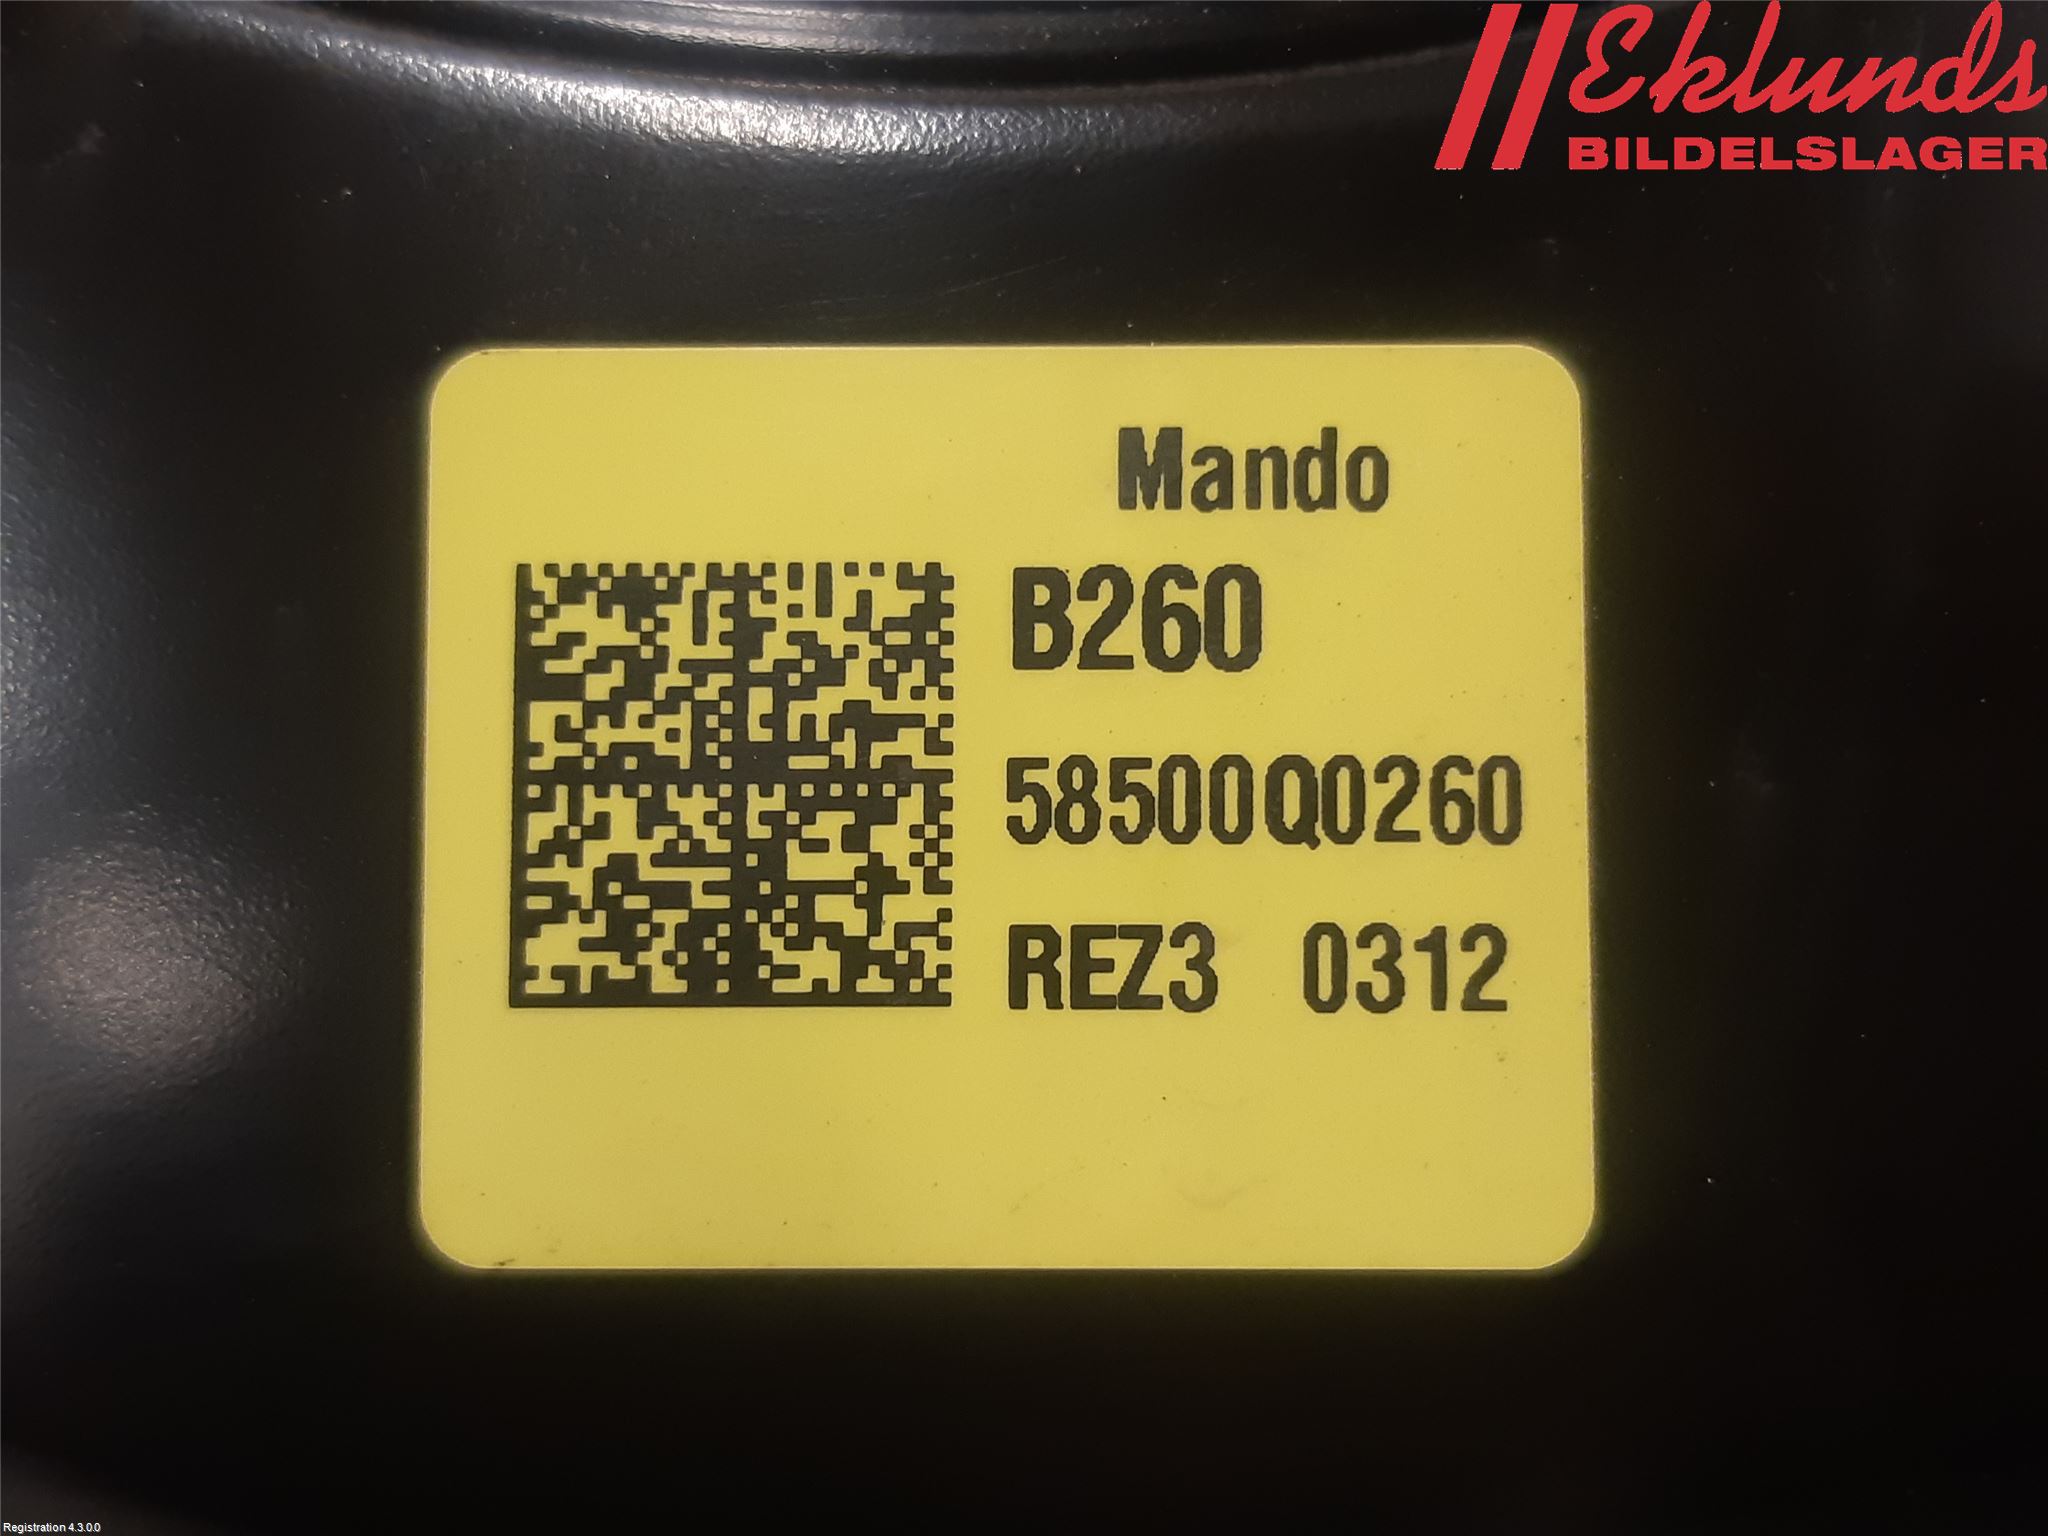 Eklunds
BILDELSLAGER
Mando
B260
58500Q0260
REZ3 0312
Registration 4.3.0.0